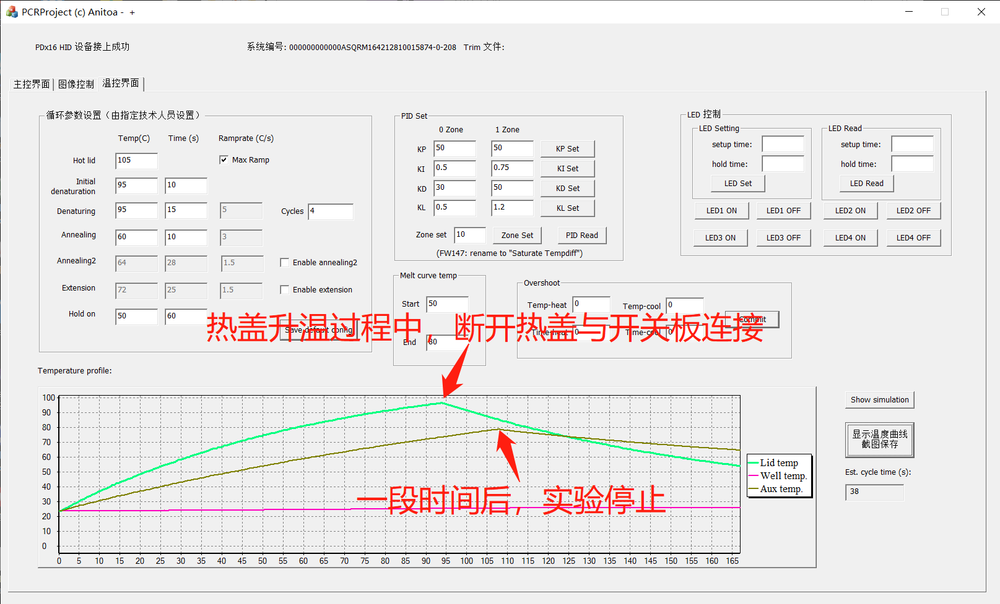 PCRProject (c) Anitoa - +
PDx16 HID 设备接上成功
系统编号: 000000000000ASQRM164212810015874-0-208 Trim 文件:
主控界面 图像控制 温控界面
循环参数设置（由指定技术人员设置）
Temp(C) Time (s) Ramprate (C/s)
Hot lid 105 Max Ramp
Initial
denaturation 95 10
Denaturing 95 15 5 Cycles 4
Annealing 60 10 3
Annealing2 64 28 1.5 Enable annealing2
Extension 72 25 1.5 Enable extension
Hold on 50 60
Save default config
PID Set
0 Zone 1 Zone
KP 50 50 KP Set
KI 0.5 0.75 KI Set
KD 30 50 KD Set
KL 0.5 1.2 KL Set
Zone set 10 Zone Set PID Read
(FW147: rename to "Saturate Tempdiff")
LED 控制
LED Setting
setup time:
hold time:
LED Set
LED Read
setup time:
hold time:
LED Read
LED1 ON LED1 OFF LED2 ON LED2 OFF
LED3 ON LED3 OFF LED4 ON LED4 OFF
Melt curve temp
Start 50
End 80
Overshoot
Temp-heat 0 Temp-cool 0
Time-heat 0 Time-cool 0
Commit
热盖升温过程中，断开热盖与开关板连接
Temperature profile:
100
90
80
70
60
50
40
30
20
10
0
0 5 10 15 20 25 30 35 40 45 50 55 60 65 70 75 80 85 90 95 100 105 110 115 120 125 130 135 140 145 150 155 160 165
一段时间后，实验停止
Lid temp
Well temp.
Aux temp.
Show simulation
显示温度曲线
截图保存
Est. cycle time (s):
38